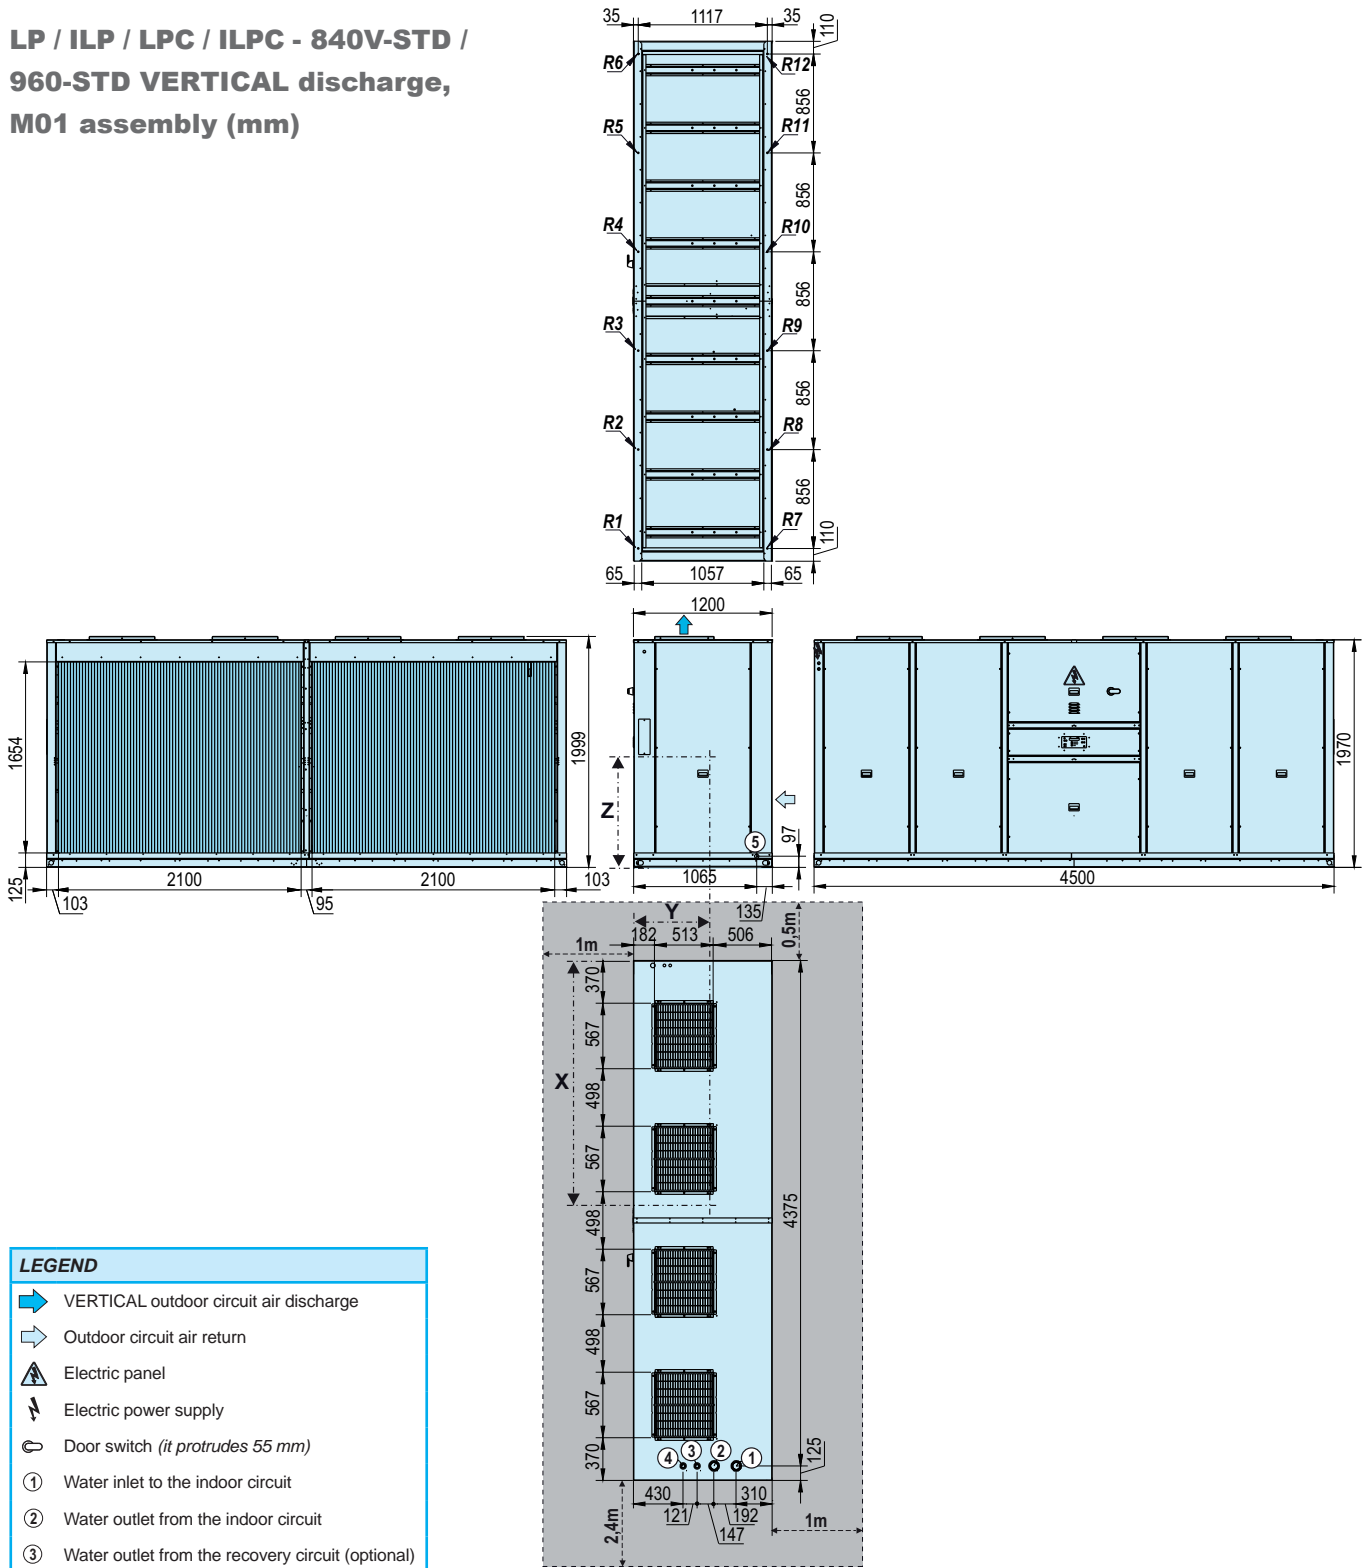 LP / ILP / LPC / ILPC - 840V-STD /
960-STD VERTICAL discharge,
M01 assembly (mm)
35 1117 35
110
R6 R12
856
R5 R11
856
R4 R10
856
R3 R9
856
R2 R8
856
R1 R7
110
65 1057 65
1200
1654
1999
125
103
2100
95
2100
103
Z
5
97
1065
135
1970
4500
Y
182 513 506
1m
0,5m
370
567
X
498
567
498
4375
567
498
567
370
4 3 2 1
125
430
121
147
192
310
2,4m
1m
LEGEND
VERTICAL outdoor circuit air discharge
Outdoor circuit air return
Electric panel
Electric power supply
Door switch (it protrudes 55 mm)
1 Water inlet to the indoor circuit
2 Water outlet from the indoor circuit
3 Water outlet from the recovery circuit (optional)